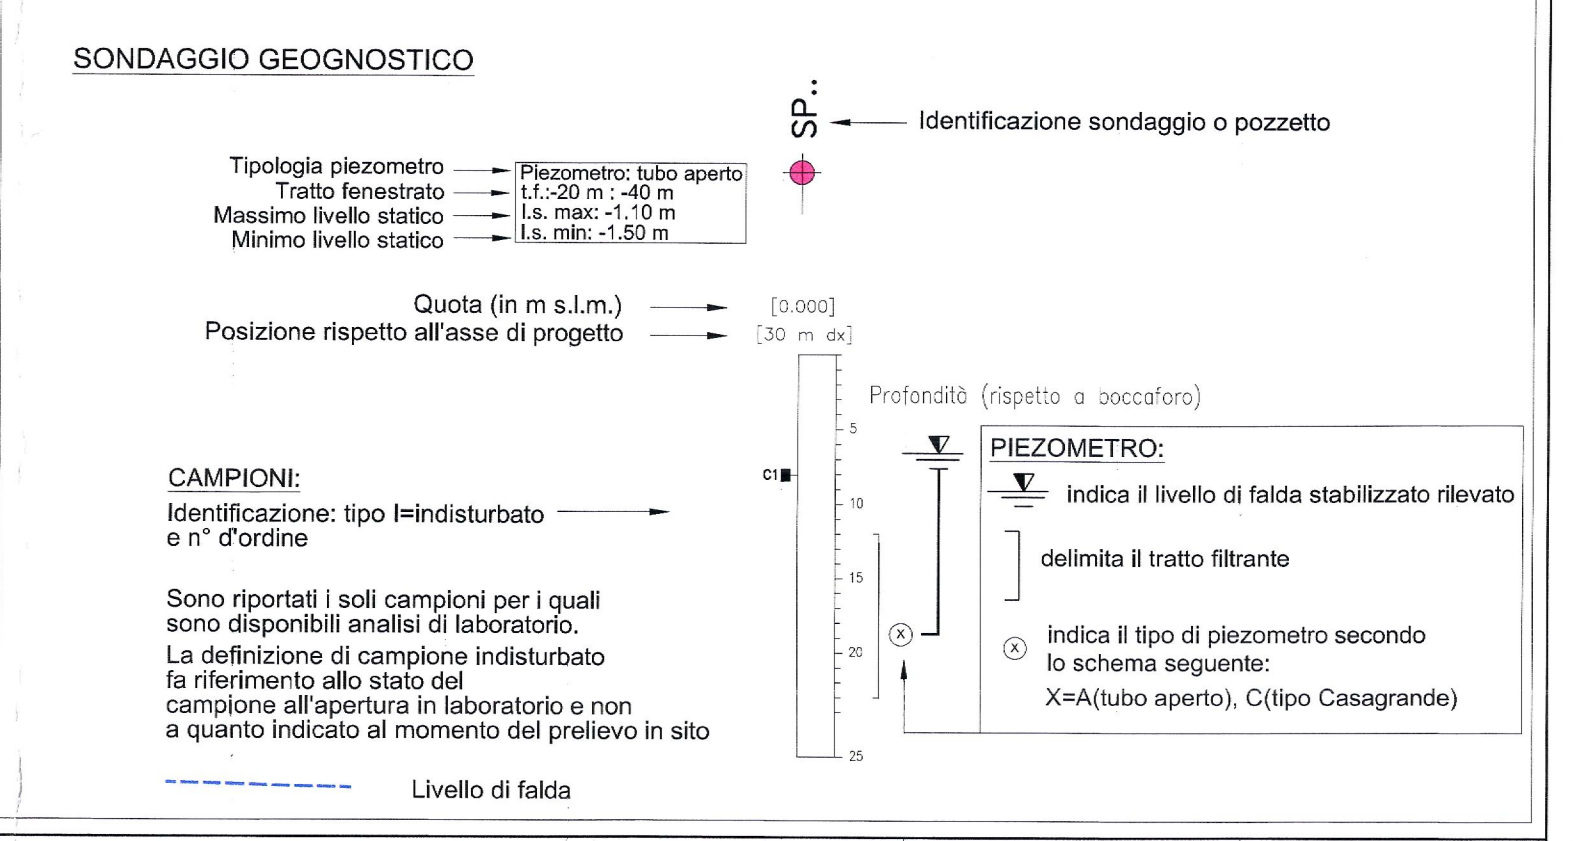 SONDAGGIO GEOGNOSTICO
SP..
Identificazione sondaggio o pozzetto
Tipologia piezometro
Tratto fenestrato
Massimo livello statico
Minimo livello statico
Piezometro: tubo aperto
t.f.:-20 m : -40 m
l.s. max: -1.10 m
l.s. min: -1.50 m
Quota (in m s.l.m.)
[0.000]
Posizione rispetto all'asse di progetto
[30 m dx]
Profondità (rispetto a boccaforo)
5
10
15
20
25
C1
CAMPIONI:
Identificazione: tipo I=indisturbato
e n° d'ordine
Sono riportati i soli campioni per i quali
sono disponibili analisi di laboratorio.
La definizione di campione indisturbato
fa riferimento allo stato del
campione all'apertura in laboratorio e non
a quanto indicato al momento del prelievo in sito
Livello di falda
X
PIEZOMETRO:
indica il livello di falda stabilizzato rilevato
delimita il tratto filtrante
X
indica il tipo di piezometro secondo
lo schema seguente:
X=A(tubo aperto), C(tipo Casagrande)